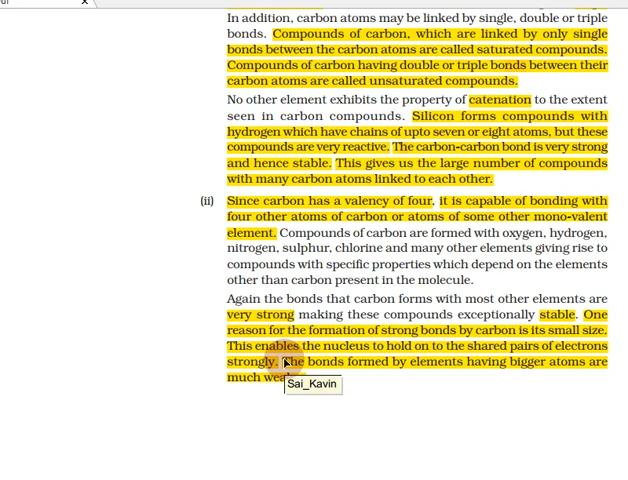 In addition, carbon atoms may be linked by single, double or triple
bonds. Compounds of carbon, which are linked by only single
bonds between the carbon atoms are called saturated compounds.
Compounds of carbon having double or triple bonds between their
carbon atoms are called unsaturated compounds.
No other element exhibits the property of catenation to the extent
seen in carbon compounds. Silicon forms compounds with
hydrogen which have chains of upto seven or eight atoms, but these
compounds are very reactive. The carbon-carbon bond is very strong
and hence stable. This gives us the large number of compounds
with many carbon atoms linked to each other.
(ii) Since carbon has a valency of four, it is capable of bonding with
four other atoms of carbon or atoms of some other mono-valent
element. Compounds of carbon are formed with oxygen, hydrogen,
nitrogen, sulphur, chlorine and many other elements giving rise to
compounds with specific properties which depend on the elements
other than carbon present in the molecule.
Again the bonds that carbon forms with most other elements are
very strong making these compounds exceptionally stable. One
reason for the formation of strong bonds by carbon is its small size.
This enables the nucleus to hold on to the shared pairs of electrons
strongly. The bonds formed by elements having bigger atoms are
much
Sai_Kavin